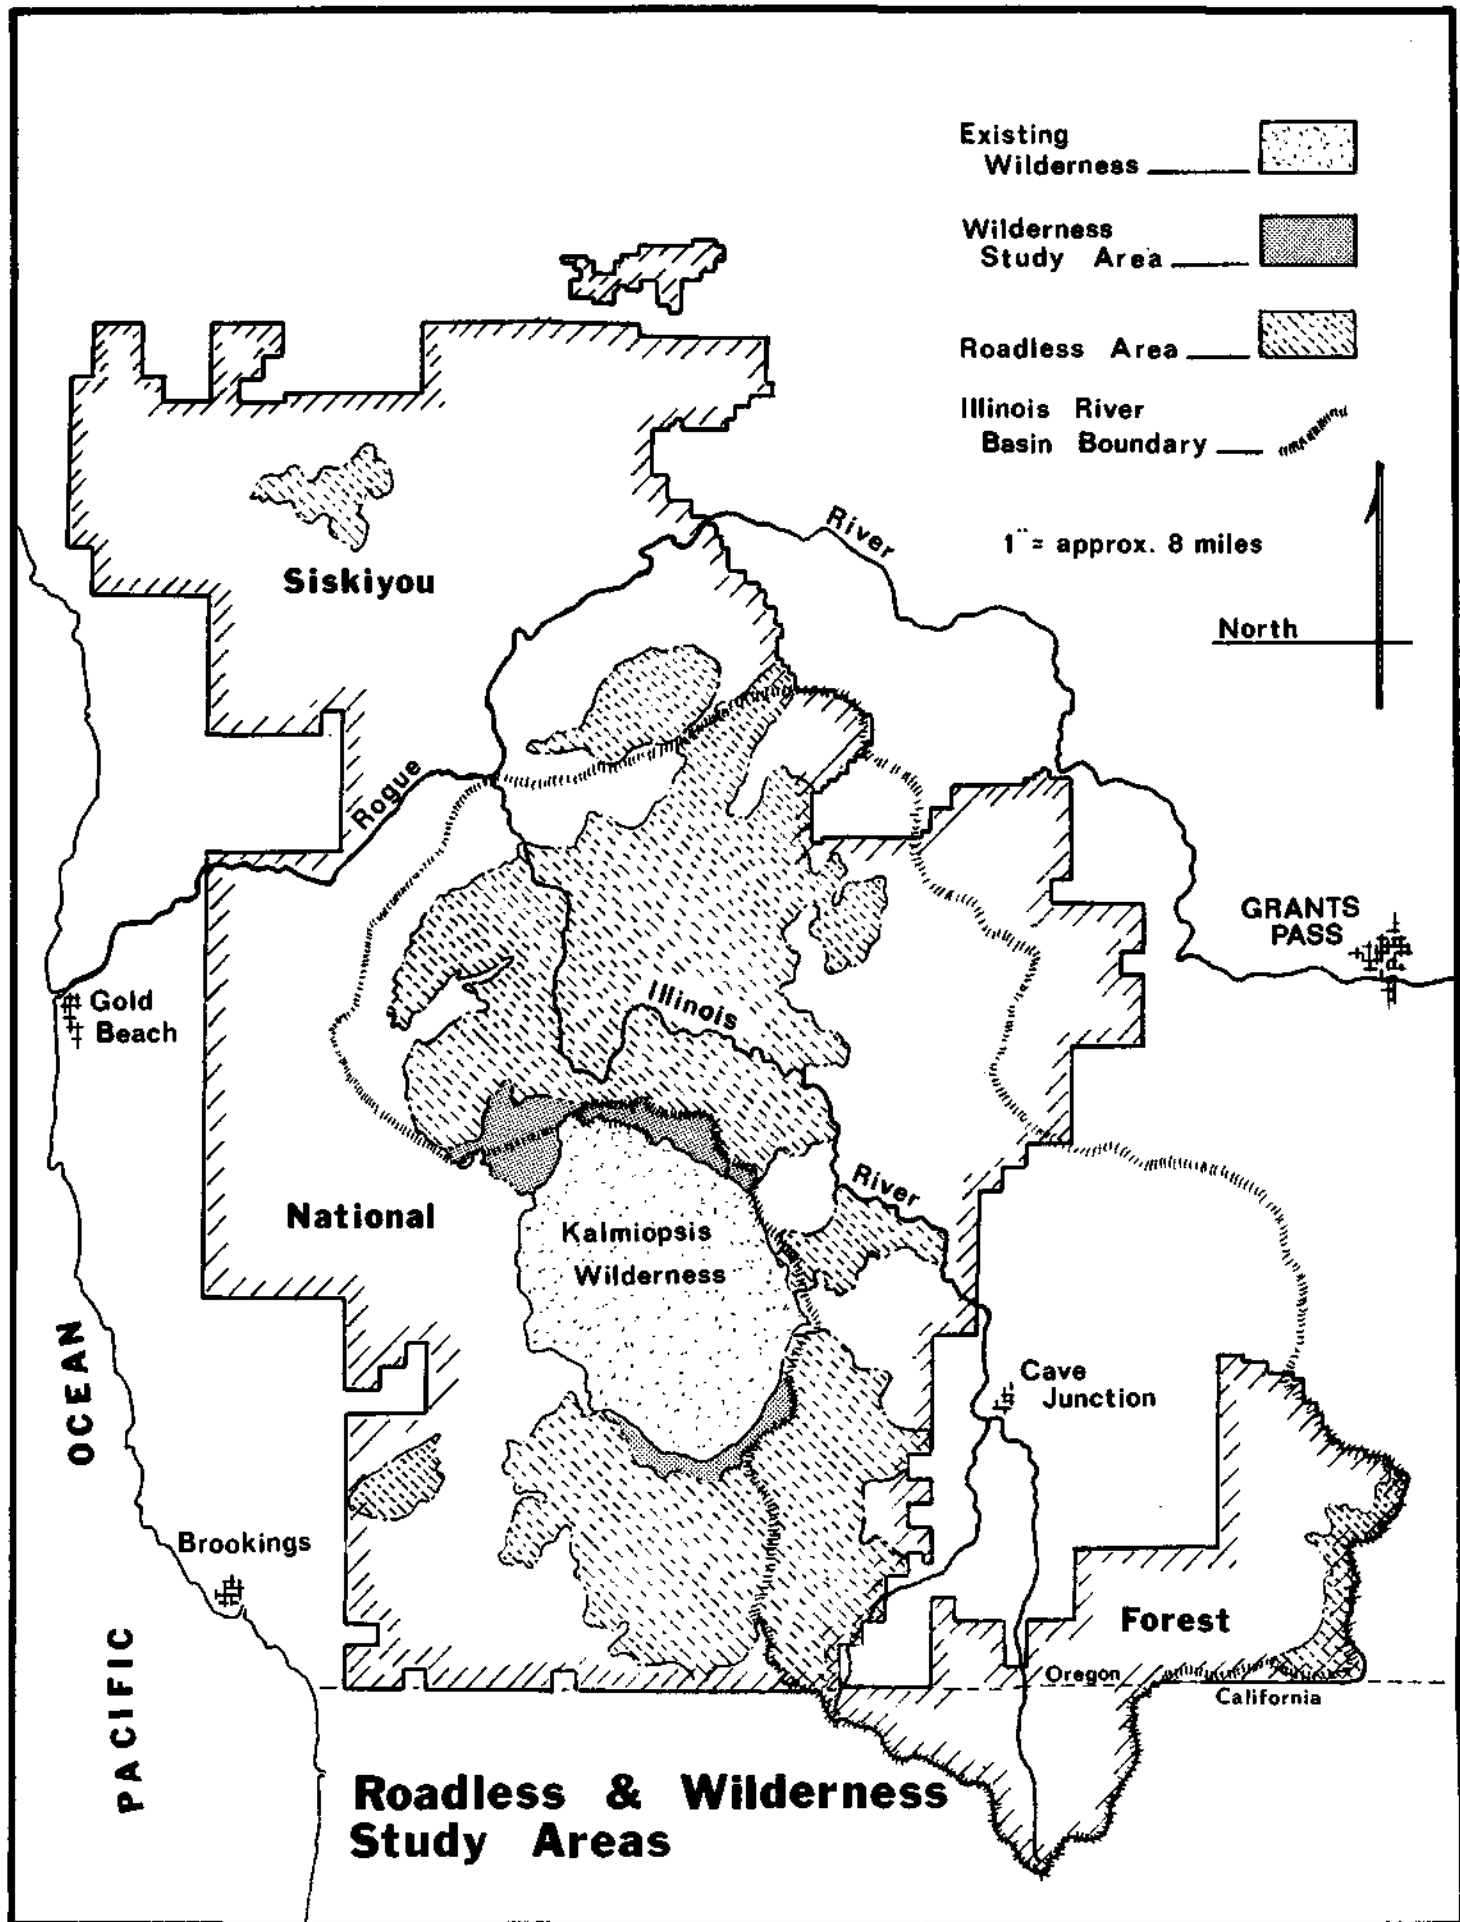 Existing
Wilderness
Wilderness
Study Area
Roadless Area
Illinois River
Basin Boundary
1" = approx. 8 miles
North
River
Siskiyou
Rogue
GRANTS
PASS
Illinois
Gold
Beach
River
National
Kalmiopsis
Wilderness
Cave
Junction
Brookings
Forest
Oregon
California
PACIFIC OCEAN
Roadless & Wilderness
Study Areas